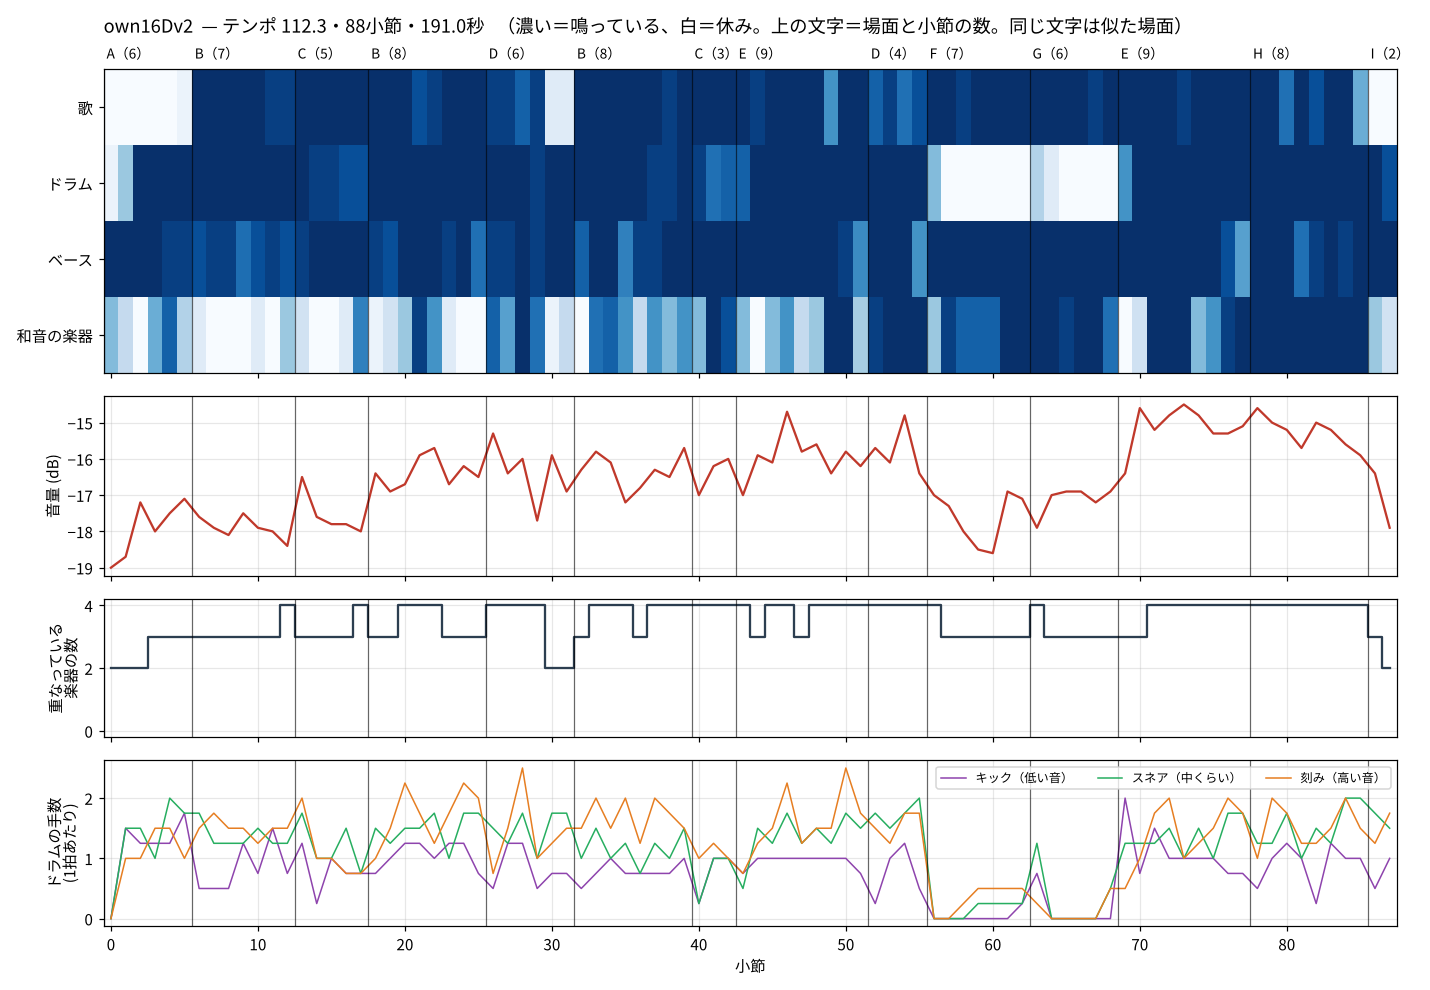 own16Dv2 — テンポ 112.3・88小節・191.0秒 （濃い＝鳴っている、白＝休み。上の文字＝場面と小節の数。同じ文字は似た場面）
A（6） B（7） C（5） B（8） D（6） B（8） C（3） E（9） D（4） F（7） G（6） E（9） H（8） I（2）
歌
ドラム
ベース
和音の楽器
音量 (dB)
−15
−16
−17
−18
−19
重なっている
楽器の数
4
2
0
ドラムの手数
(1拍あたり)
キック（低い音） スネア（中くらい） 刻み（高い音）
2
1
0
0 10 20 30 40 50 60 70 80
小節